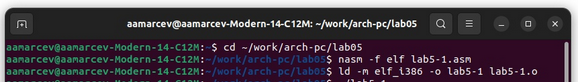 aamarcev@aamarcev-Modern-14-C12M: ~/work/arch-pc/lab05
aamarcev@aamarcev-Modern-14-C12M:~$ cd ~/work/arch-pc/lab05
aamarcev@aamarcev-Modern-14-C12M:~/work/arch-pc/lab05$ nasm -f elf lab5-1.asm
aamarcev@aamarcev-Modern-14-C12M:~/work/arch-pc/lab05$ ld -m elf_i386 -o lab5-1 lab5-1.o